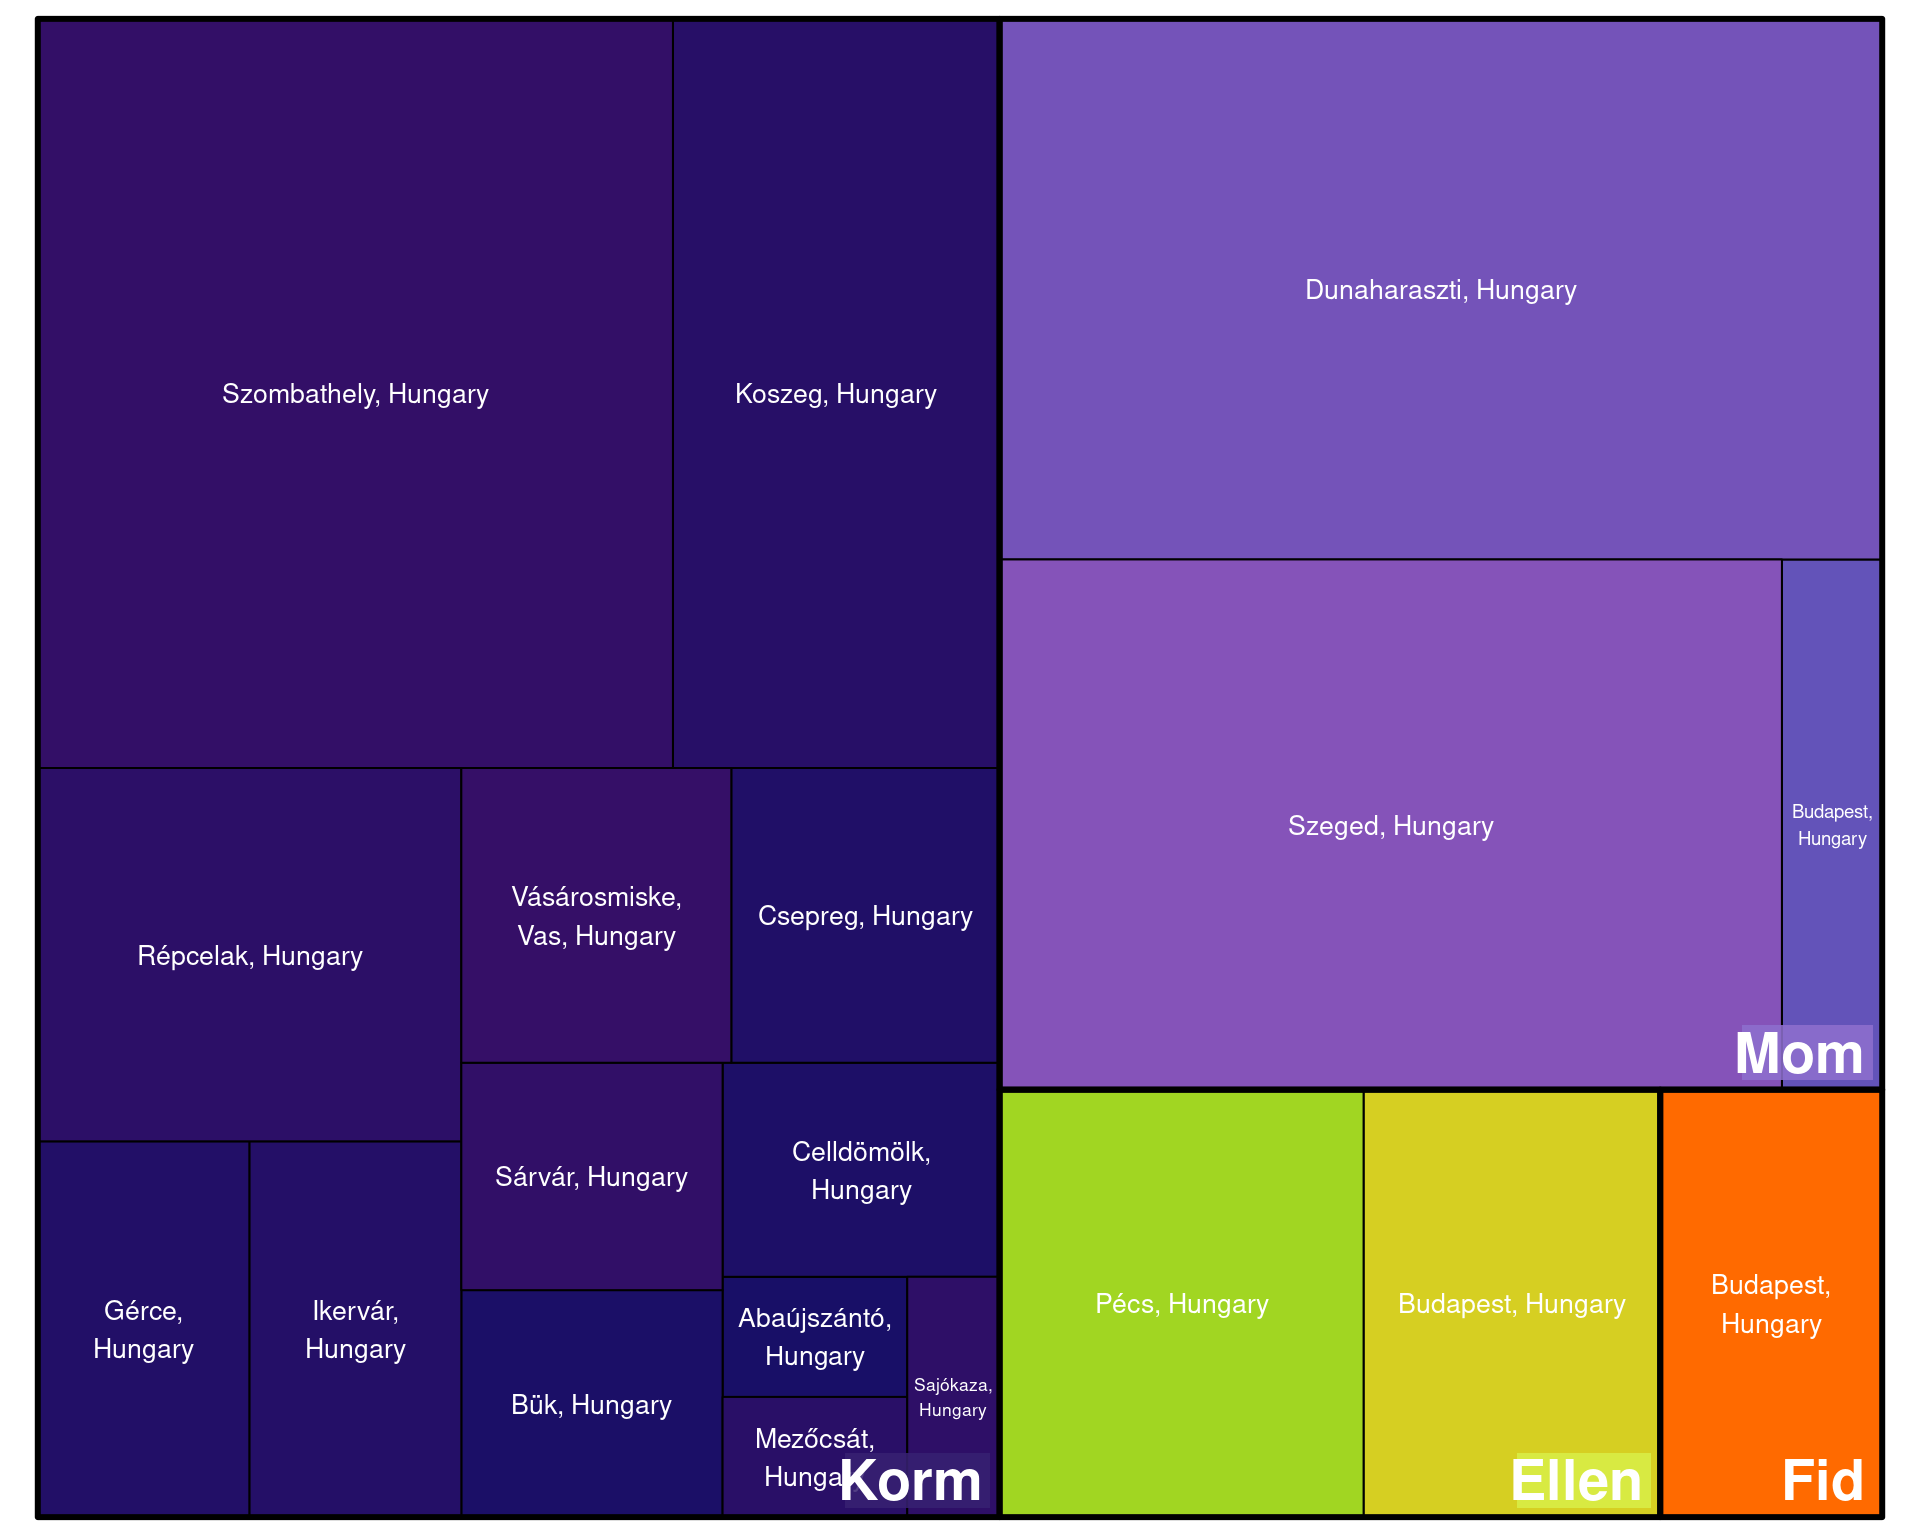 Szombathely, Hungary
Koszeg, Hungary
Dunaharaszti, Hungary
Szeged, Hungary
Budapest,
Hungary
Mom
Répcelak, Hungary
Vásárosmiske,
Vas, Hungary
Csepreg, Hungary
Sárvár, Hungary
Celldömölk,
Hungary
Gérce,
Hungary
Ikervár,
Hungary
Bük, Hungary
Abaújszántó,
Hungary
Sajókaza,
Hungary
Mezőcsát,
Hunga
Korm
Pécs, Hungary
Budapest, Hungary
Ellen
Budapest,
Hungary
Fid